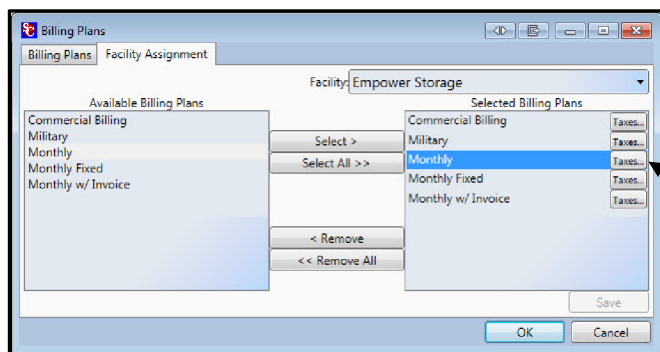 SC Billing Plans
Billing Plans Facility Assignment
Facility: Empower Storage
Available Billing Plans
Commercial Billing
Military
Monthly
Monthly Fixed
Monthly w/ Invoice
Select >
Select All >>
< Remove
<< Remove All
Selected Billing Plans
Commercial Billing Taxes...
Military Taxes...
Monthly Taxes...
Monthly Fixed Taxes...
Monthly w/ Invoice Taxes...
Save
OK Cancel